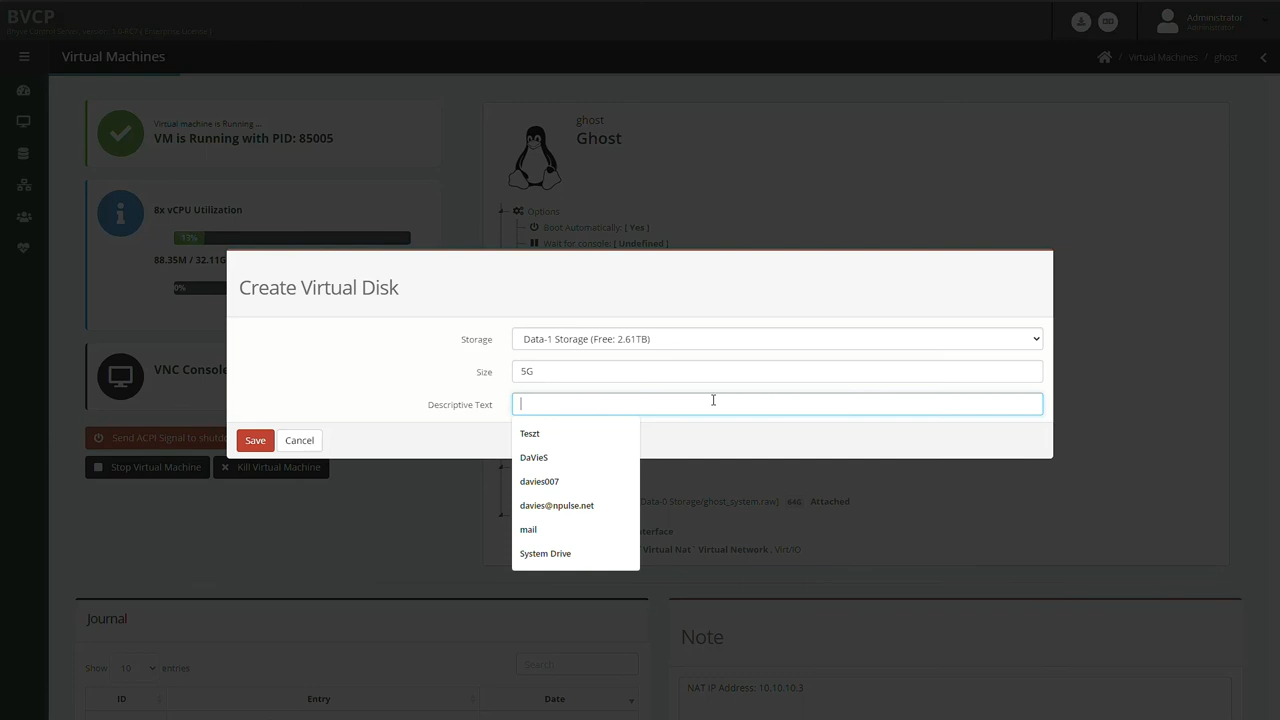 BVCP
Administrator
Administrator
Virtual Machines
/ Virtual Machines / ghost
Virtual machine is Running ...
VM is Running with PID: 85005
8x vCPU Utilization
13%
88.35M / 32.11G
0%
VNC Console
Send ACPI Signal to shutdo
Stop Virtual Machine
Kill Virtual Machine
ghost
Ghost
Options
Boot Automatically: [ Yes ]
Wait for console: [ Undefined ]
Create Virtual Disk
Storage
Data-1 Storage (Free: 2.61TB)
Size
5G
Descriptive Text
Save
Cancel
Teszt
DaVieS
davies007
davies@npulse.net
mail
System Drive
Data-0 Storage/ghost_system.raw] 64G Attached
terface
Virtual Nat" Virtual Network , Virt/IO
Journal
Show 10 entries
Search
ID Entry Date
Note
NAT IP Address: 10.10.10.3